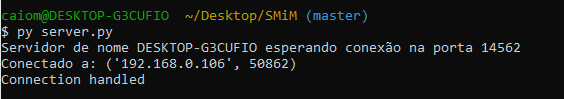 caiom@DESKTOP-G3CUFIO ~/Desktop/SMiM (master)
$ py server.py
Servidor de nome DESKTOP-G3CUFIO esperando conexão na porta 14562
Conectado a: ('192.168.0.106', 50862)
Connection handled